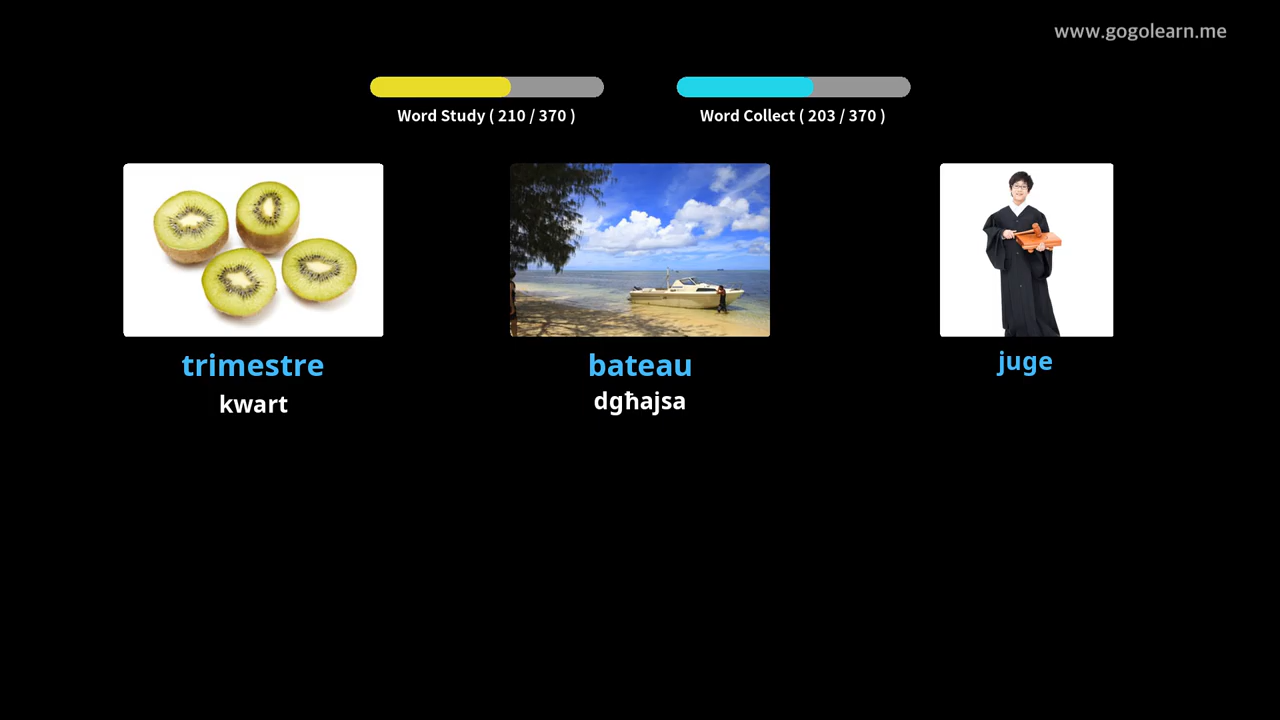 www.gogolearn.me
Word Study ( 210 / 370 )
Word Collect ( 203 / 370 )
trimestre
kwart
bateau
dgħajsa
juge